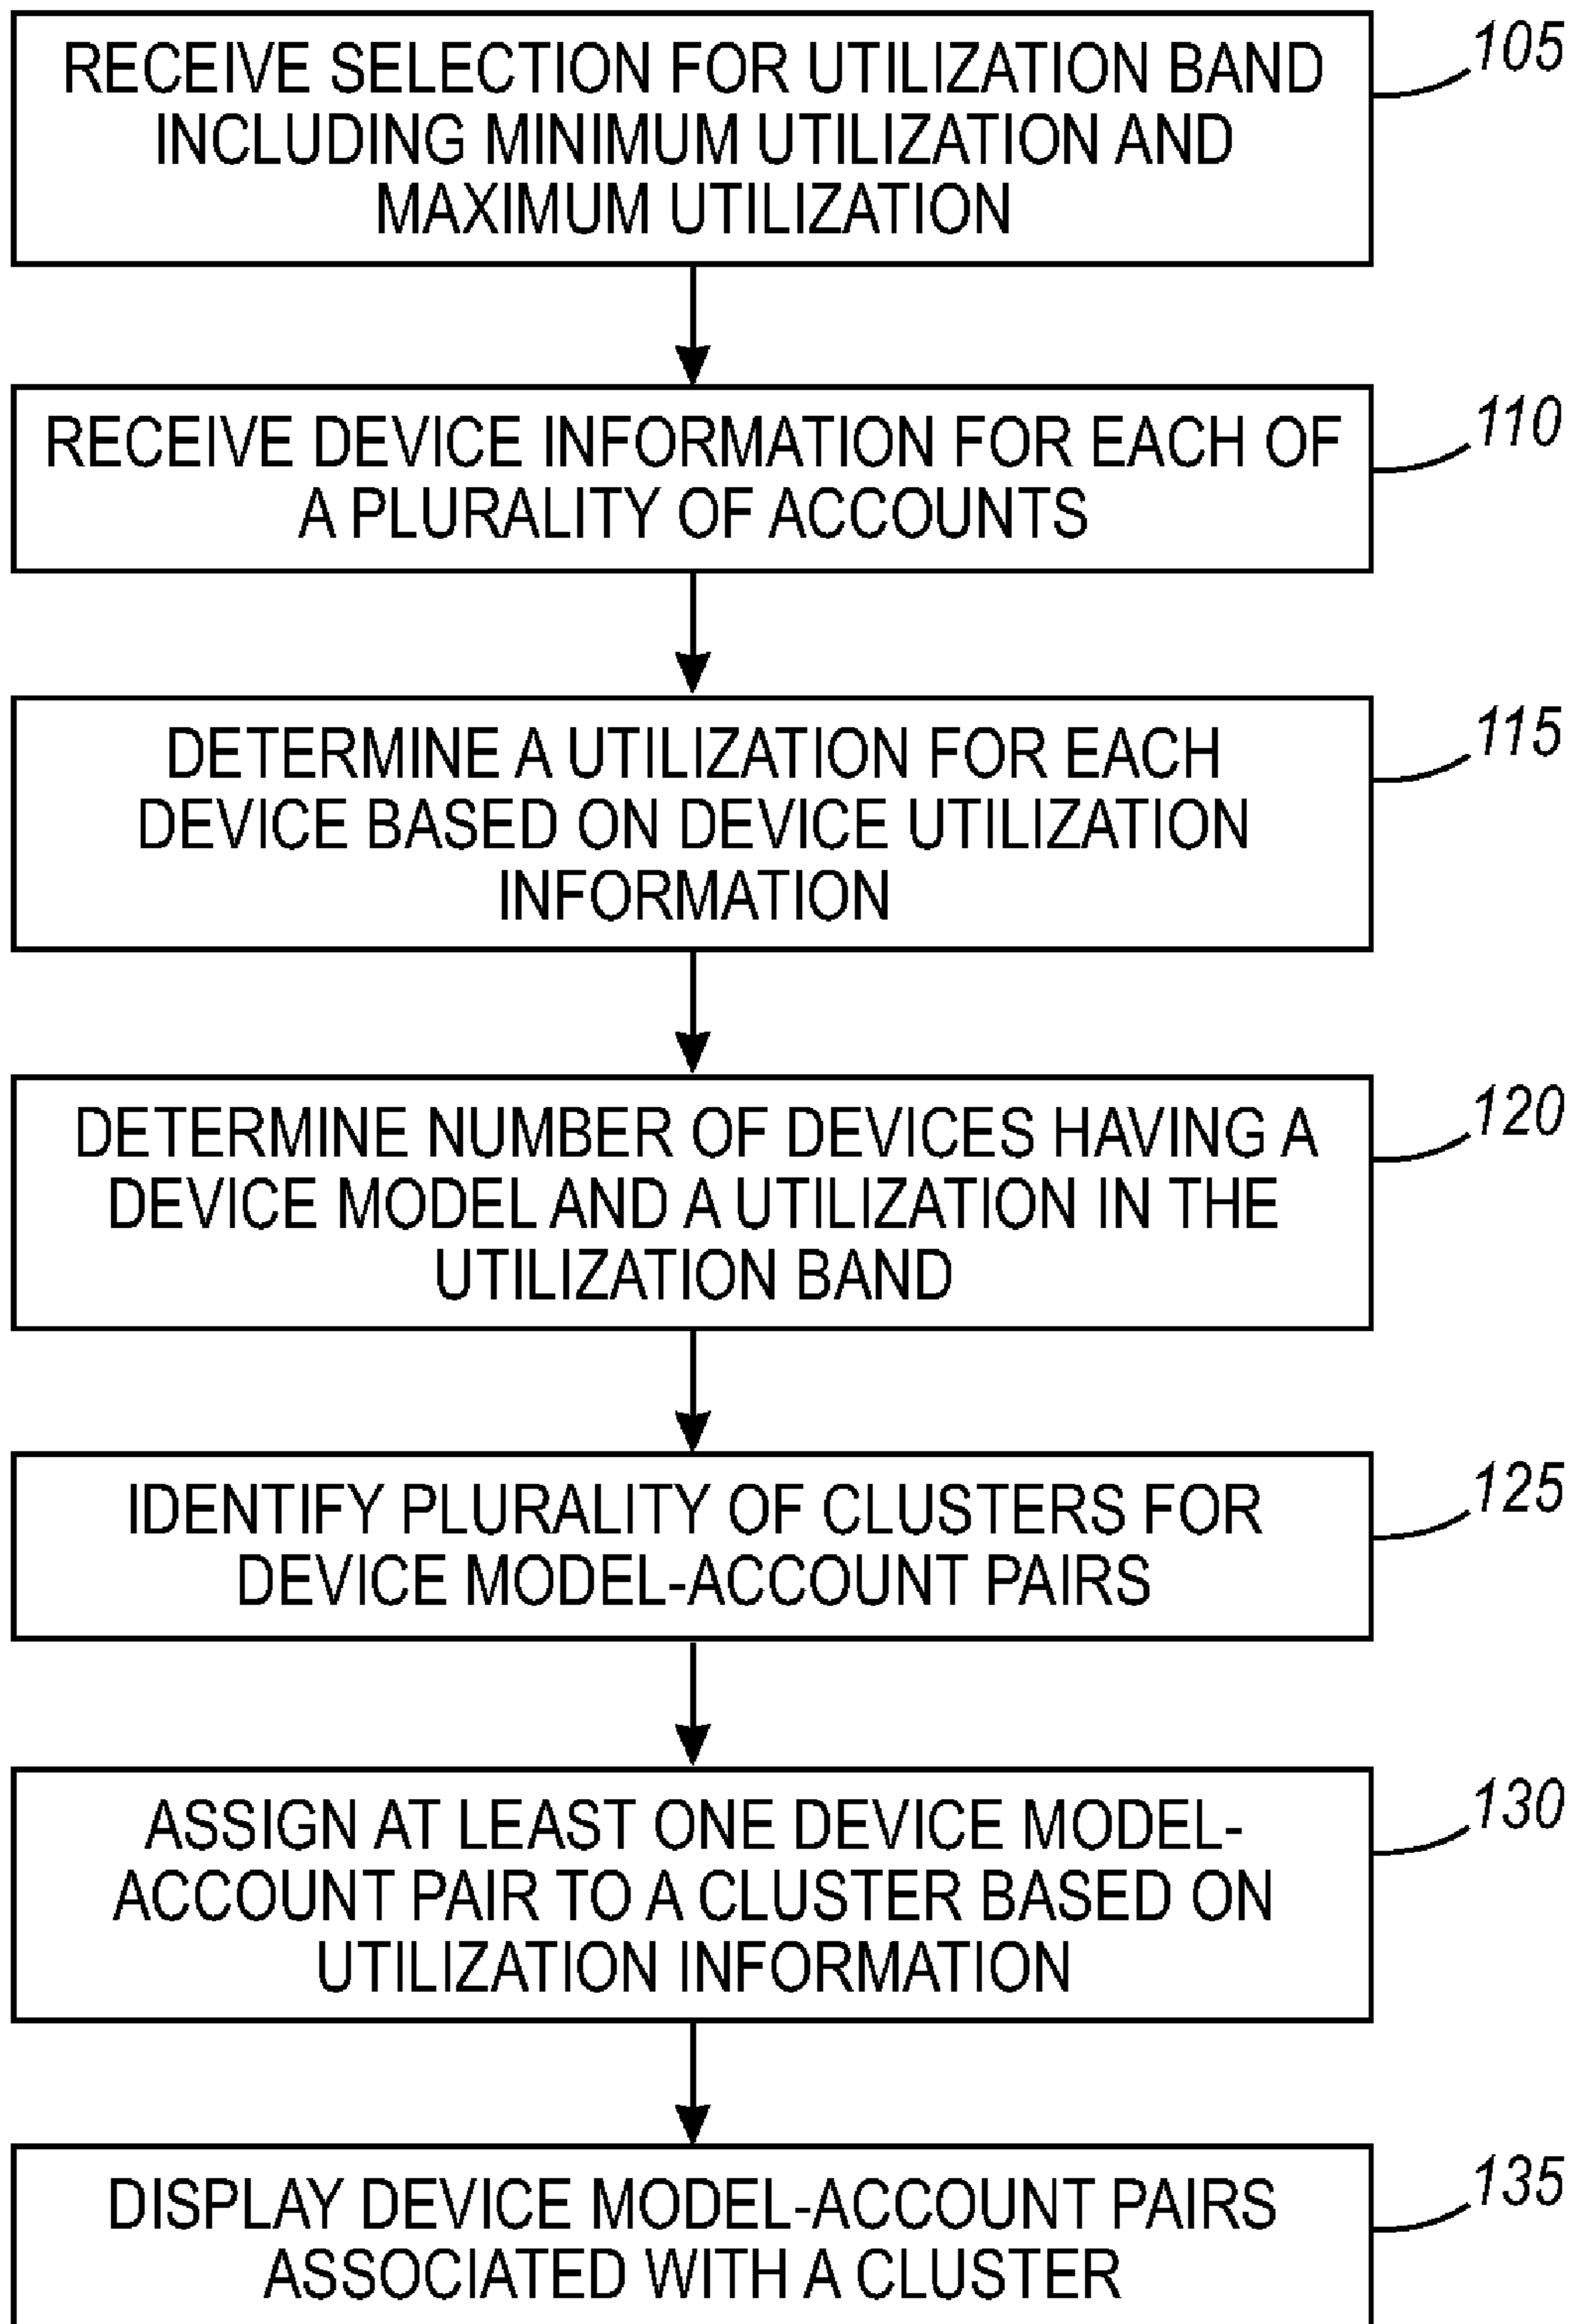 RECEIVE SELECTION FOR UTILIZATION BAND
INCLUDING MINIMUM UTILIZATION AND
MAXIMUM UTILIZATION
105
RECEIVE DEVICE INFORMATION FOR EACH OF
A PLURALITY OF ACCOUNTS
110
DETERMINE A UTILIZATION FOR EACH
DEVICE BASED ON DEVICE UTILIZATION
INFORMATION
115
DETERMINE NUMBER OF DEVICES HAVING A
DEVICE MODEL AND A UTILIZATION IN THE
UTILIZATION BAND
120
IDENTIFY PLURALITY OF CLUSTERS FOR
DEVICE MODEL-ACCOUNT PAIRS
125
ASSIGN AT LEAST ONE DEVICE MODEL-
ACCOUNT PAIR TO A CLUSTER BASED ON
UTILIZATION INFORMATION
130
DISPLAY DEVICE MODEL-ACCOUNT PAIRS
ASSOCIATED WITH A CLUSTER
135